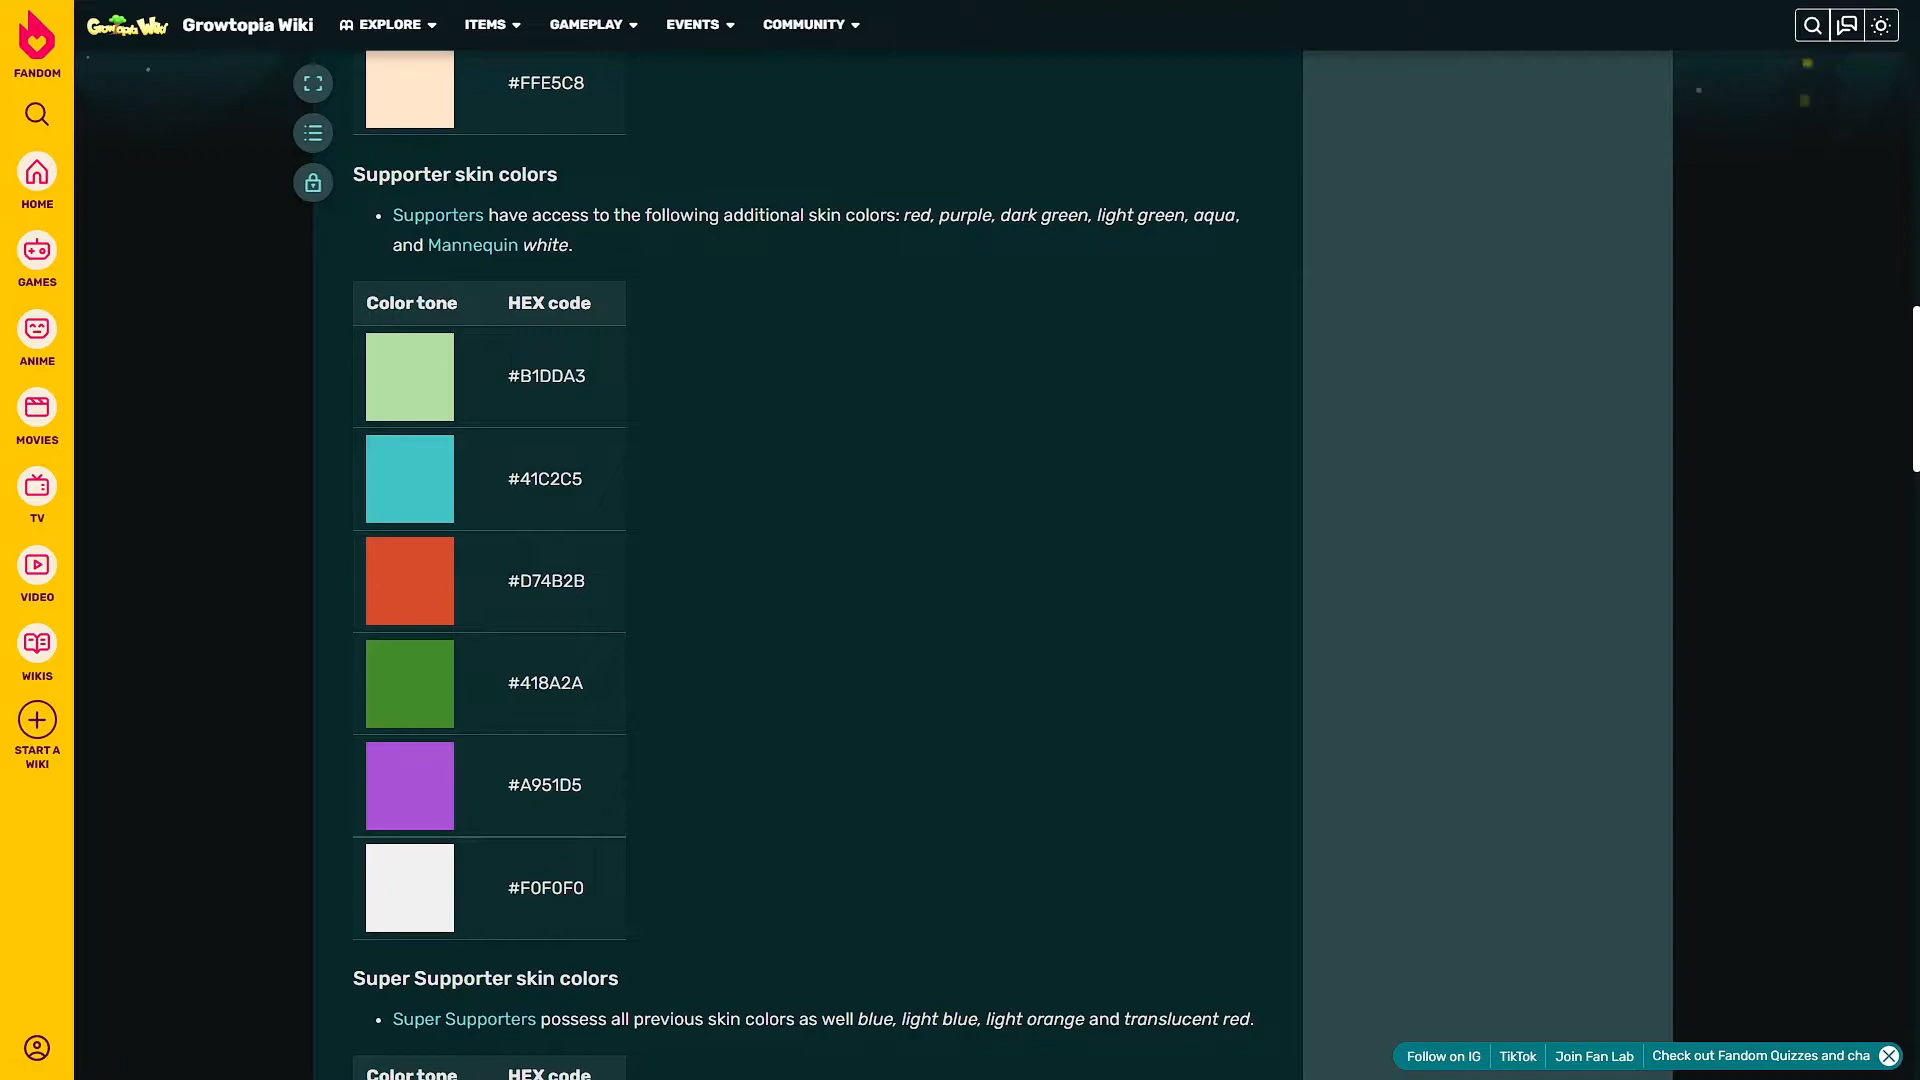 FANDOM
HOME
GAMES
ANIME
MOVIES
TV
VIDEO
WIKIS
START A
WIKI
Growtopia Wiki
Growtopia Wiki
EXPLORE
ITEMS
GAMEPLAY
EVENTS
COMMUNITY
#FFE5C8
Supporter skin colors
• Supporters have access to the following additional skin colors: red, purple, dark green, light green, aqua,
and Mannequin white.
Color tone HEX code
#B1DDA3
#41C2C5
#D74B2B
#418A2A
#A951D5
#F0F0F0
Super Supporter skin colors
• Super Supporters possess all previous skin colors as well blue, light blue, light orange and translucent red.
Color tone HEX code
Follow on IG
TikTok
Join Fan Lab
Check out Fandom Quizzes and cha